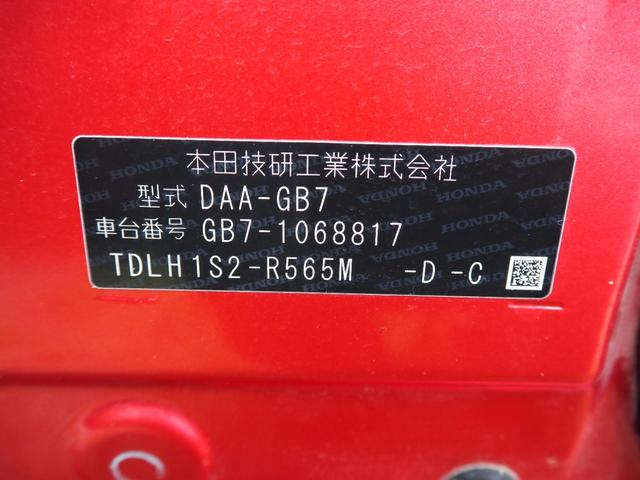 本田技研工業株式会社
型式 DAA-GB7
車台番号 GB7-1068817
TDLH1S2-R565M -D -C